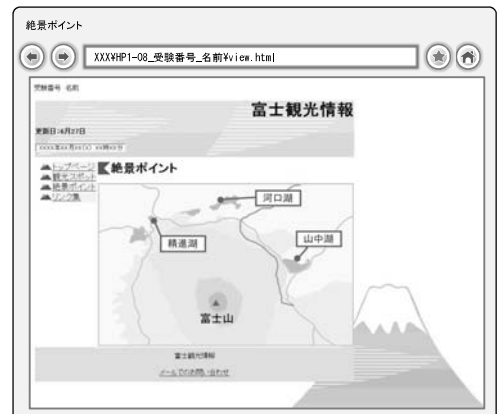 絶景ポイント
XXX¥HP1-08_受験番号_名前¥view.html
受験番号 名前
富士観光情報
更新日:4月27日
トップページ
観光スポット
絶景ポイント
リンク集
絶景ポイント
河口湖
精進湖
山中湖
富士山
富士観光情報
メールでのお問い合わせ